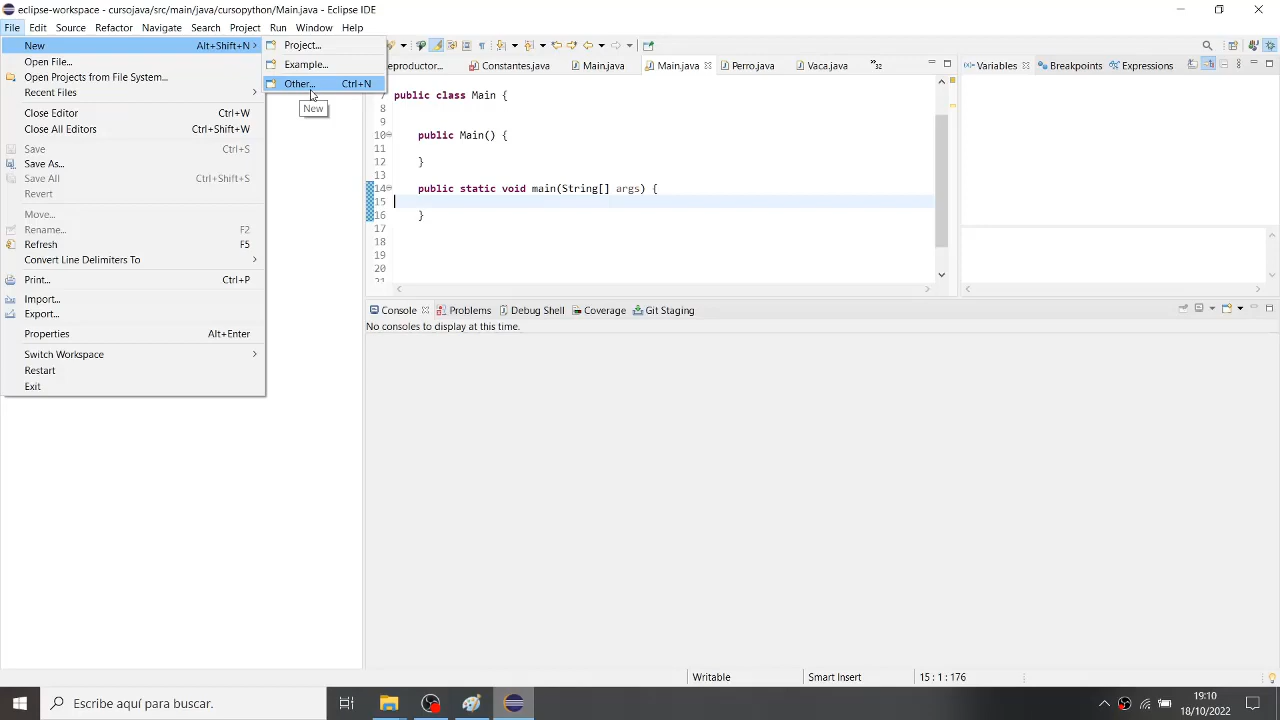 eclipse-workspace - cursojava/src/main/java/cursopython/Main.java - Eclipse IDE
File Edit Source Refactor Navigate Search Project Run Window Help
New Alt+Shift+N
Open File...
Open Projects from File System...
Recent Files
Close Editor Ctrl+W
Close All Editors Ctrl+Shift+W
Save Ctrl+S
Save As...
Save All Ctrl+Shift+S
Revert
Move...
Rename... F2
Refresh F5
Convert Line Delimiters To
Print... Ctrl+P
Import...
Export...
Properties Alt+Enter
Switch Workspace
Restart
Exit
Project...
Example...
Other... Ctrl+N
New
eproductor... Constantes.java Main.java Main.java Perro.java Vaca.java »32
7 public class Main {
8
9
10 public Main() {
11
12 }
13
14 public static void main(String[] args) {
15
16 }
17
18
19
20
21
Variables Breakpoints Expressions
Console Problems Debug Shell Coverage Git Staging
No consoles to display at this time.
Writable Smart Insert 15 : 1 : 176
Escribe aquí para buscar.
19:10
18/10/2022